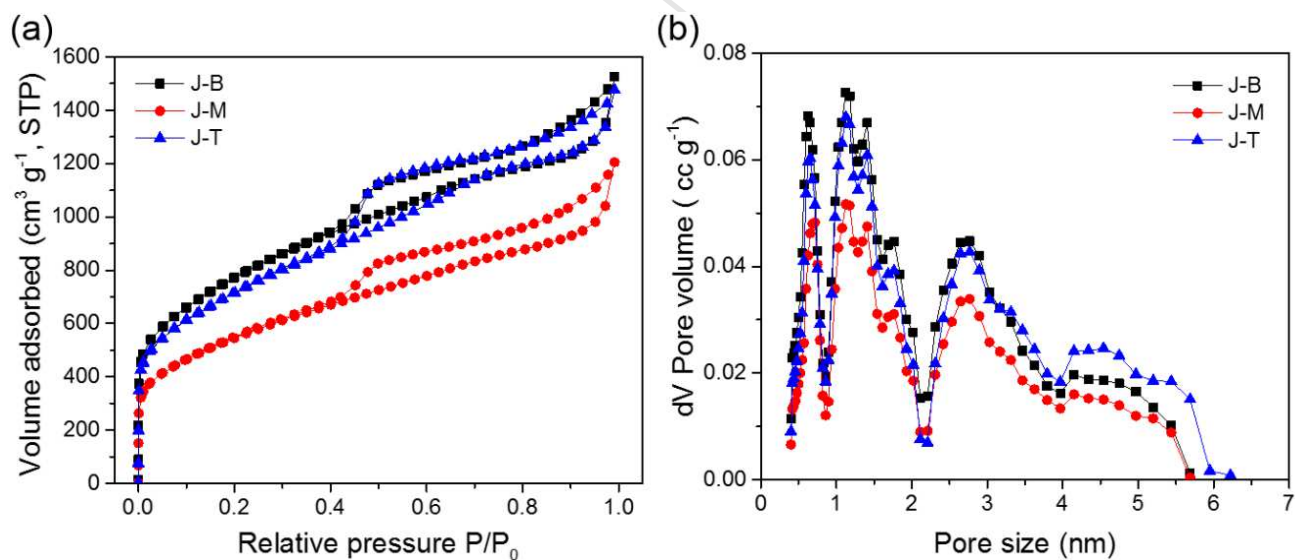 (a)
1600
1400
1200
1000
800
600
400
200
0
Volume adsorbed (cm³ g⁻¹, STP)
J-B
J-M
J-T
0.0 0.2 0.4 0.6 0.8 1.0
Relative pressure P/P₀
(b)
0.08
0.06
0.04
0.02
0.00
dV Pore volume ( cc g⁻¹)
J-B
J-M
J-T
0 1 2 3 4 5 6 7
Pore size (nm)